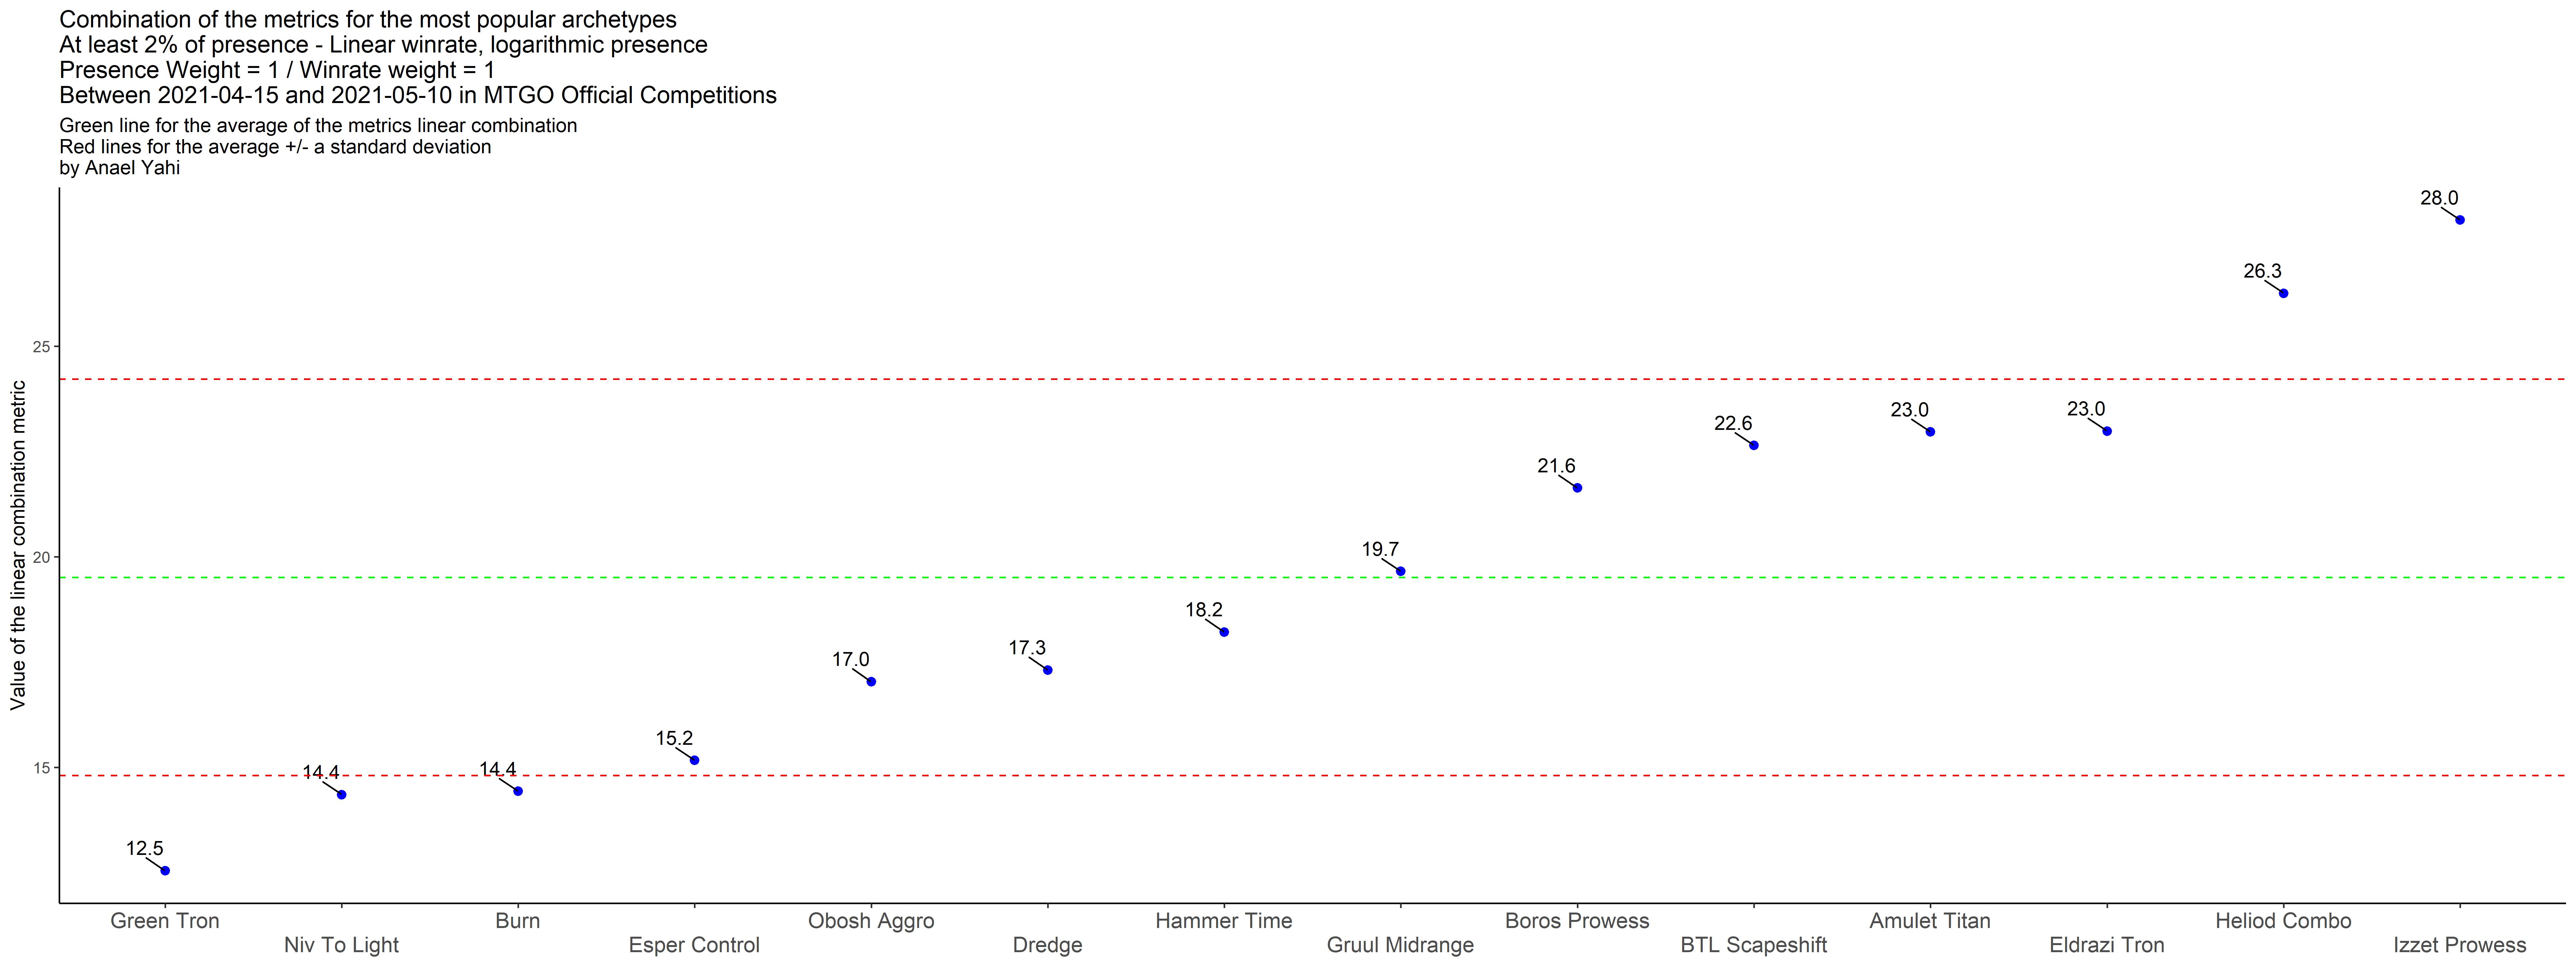 Combination of the metrics for the most popular archetypes
At least 2% of presence - Linear winrate, logarithmic presence
Presence Weight = 1 / Winrate weight = 1
Between 2021-04-15 and 2021-05-10 in MTGO Official Competitions
Green line for the average of the metrics linear combination
Red lines for the average +/- a standard deviation
by Anael Yahi
Value of the linear combination metric
25
20
15
12.5
14.4
14.4
15.2
17.0
17.3
18.2
19.7
21.6
22.6
23.0
23.0
26.3
28.0
Green Tron
Niv To Light
Burn
Esper Control
Obosh Aggro
Dredge
Hammer Time
Gruul Midrange
Boros Prowess
BTL Scapeshift
Amulet Titan
Eldrazi Tron
Heliod Combo
Izzet Prowess